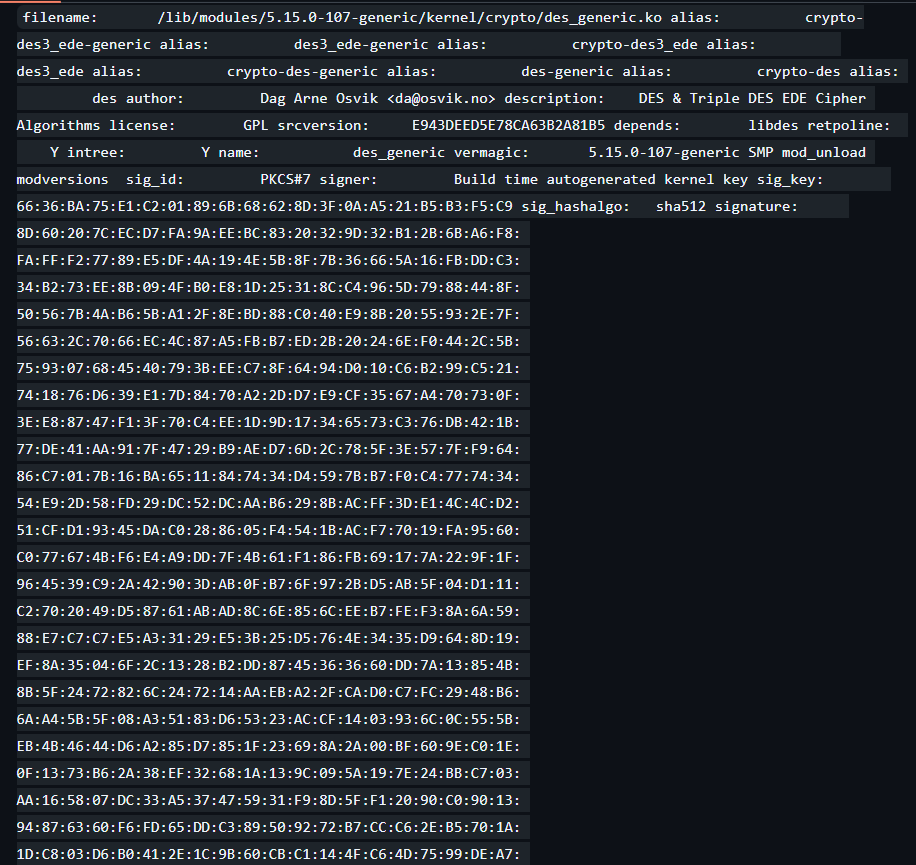 filename:       /lib/modules/5.15.0-107-generic/kernel/crypto/des_generic.ko alias:          crypto-
des3_ede-generic alias:          des3_ede-generic alias:          crypto-des3_ede alias:
des3_ede alias:          crypto-des-generic alias:          des-generic alias:          crypto-des alias:
des author:         Dag Arne Osvik <da@osvik.no> description:    DES & Triple DES EDE Cipher
Algorithms license:        GPL srcversion:     E943DEED5E78CA63B2A81B5 depends:        libdes retpoline:
Y intree:         Y name:           des_generic vermagic:       5.15.0-107-generic SMP mod_unload
modversions  sig_id:         PKCS#7 signer:         Build time autogenerated kernel key sig_key:
66:36:BA:75:E1:C2:01:89:6B:68:62:8D:3F:0A:A5:21:B5:B3:F5:C9 sig_hashalgo:   sha512 signature:
8D:60:20:7C:EC:D7:FA:9A:EE:BC:83:20:32:9D:32:B1:2B:6B:A6:F8:
FA:FF:F2:77:89:E5:DF:4A:19:4E:5B:8F:7B:36:66:5A:16:FB:DD:C3:
34:B2:73:EE:8B:09:4F:B0:E8:1D:25:31:8C:C4:96:5D:79:88:44:8F:
50:56:7B:4A:B6:5B:A1:2F:8E:BD:88:C0:40:E9:8B:20:55:93:2E:7F:
56:63:2C:70:66:EC:4C:87:A5:FB:B7:ED:2B:20:24:6E:F0:44:2C:5B:
75:93:07:68:45:40:79:3B:EE:C7:8F:64:94:D0:10:C6:B2:99:C5:21:
74:18:76:D6:39:E1:7D:84:70:A2:2D:D7:E9:CF:35:67:A4:70:73:0F:
3E:E8:87:47:F1:3F:70:C4:EE:1D:9D:17:34:65:73:C3:76:DB:42:1B:
77:DE:41:AA:91:7F:47:29:B9:AE:D7:6D:2C:78:5F:3E:57:7F:F9:64:
86:C7:01:7B:16:BA:65:11:84:74:34:D4:59:7B:B7:F0:C4:77:74:34:
54:E9:2D:58:FD:29:DC:52:DC:AA:B6:29:8B:AC:FF:3D:E1:4C:4C:D2:
51:CF:D1:93:45:DA:C0:28:86:05:F4:54:1B:AC:F7:70:19:FA:95:60:
C0:77:67:4B:F6:E4:A9:DD:7F:4B:61:F1:86:FB:69:17:7A:22:9F:1F:
96:45:39:C9:2A:42:90:3D:AB:0F:B7:6F:97:2B:D5:AB:5F:04:D1:11:
C2:70:20:49:D5:87:61:AB:AD:8C:6E:85:6C:EE:B7:FE:F3:8A:6A:59:
88:E7:C7:C7:E5:A3:31:29:E5:3B:25:D5:76:4E:34:35:D9:64:8D:19:
EF:8A:35:04:6F:2C:13:28:B2:DD:87:45:36:36:60:DD:7A:13:85:4B:
8B:5F:24:72:82:6C:24:72:14:AA:EB:A2:2F:CA:D0:C7:FC:29:48:B6:
6A:A4:5B:5F:08:A3:51:83:D6:53:23:AC:CF:14:03:93:6C:0C:55:5B:
EB:4B:46:44:D6:A2:85:D7:85:1F:23:69:8A:2A:00:BF:60:9E:C0:1E:
0F:13:73:B6:2A:38:EF:32:68:1A:13:9C:09:5A:19:7E:24:BB:C7:03:
AA:16:58:07:DC:33:A5:37:47:59:31:F9:8D:5F:F1:20:90:C0:90:13:
94:87:63:60:F6:FD:65:DD:C3:89:50:92:72:B7:CC:C6:2E:B5:70:1A:
1D:C8:03:D6:B0:41:2E:1C:9B:60:CB:C1:14:4F:C6:4D:75:99:DE:A7: